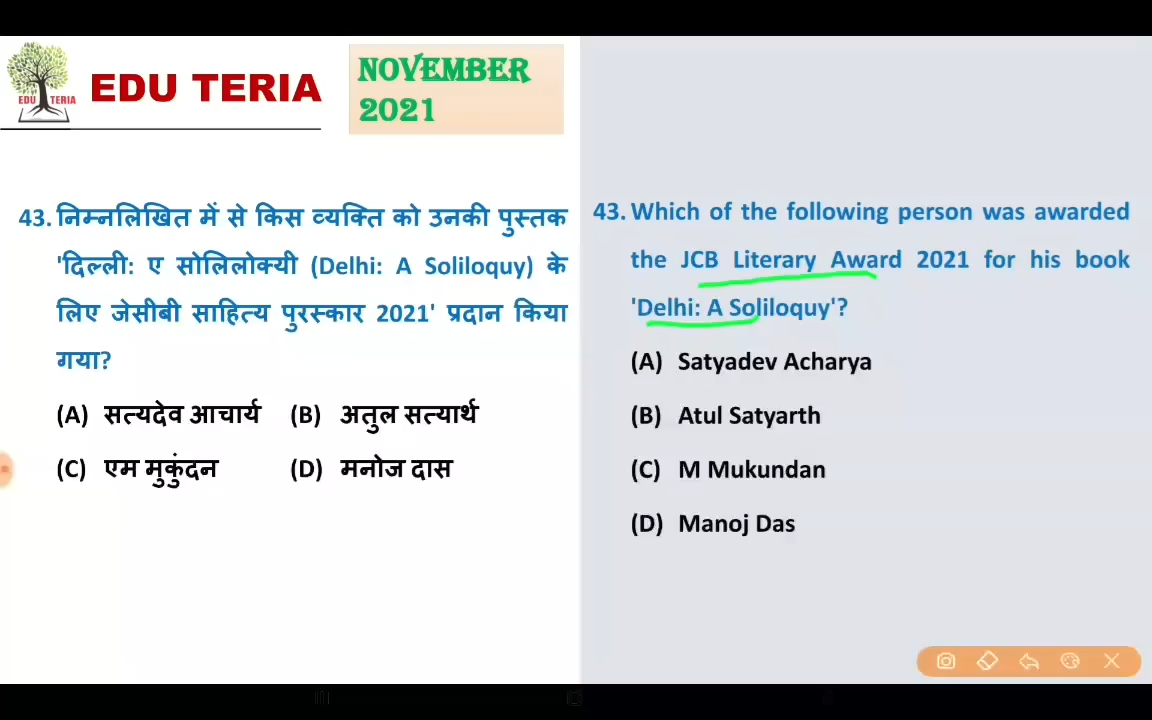 EDU TERIA
EDU TERIA
NOVEMBER
2021
43. निम्नलिखित में से किस व्यक्ति को उनकी पुस्तक
'दिल्ली: ए सोलिलोक्यी (Delhi: A Soliloquy) के
लिए जेसीबी साहित्य पुरस्कार 2021' प्रदान किया
गया?
(A) सत्यदेव आचार्य (B) अतुल सत्यार्थ
(C) एम मुकुंदन (D) मनोज दास
43. Which of the following person was awarded
the JCB Literary Award 2021 for his book
'Delhi: A Soliloquy'?
(A) Satyadev Acharya
(B) Atul Satyarth
(C) M Mukundan
(D) Manoj Das